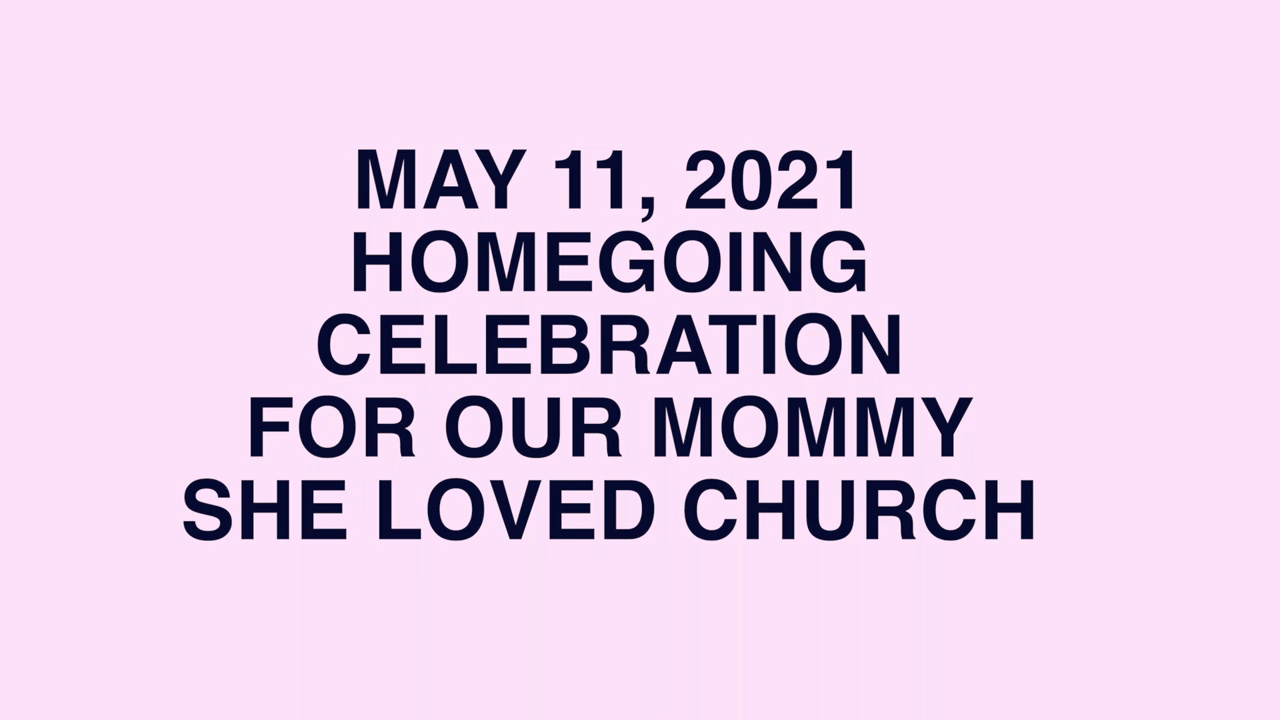 MAY 11, 2021
HOMEGOING
CELEBRATION
FOR OUR MOMMY
SHE LOVED CHURCH